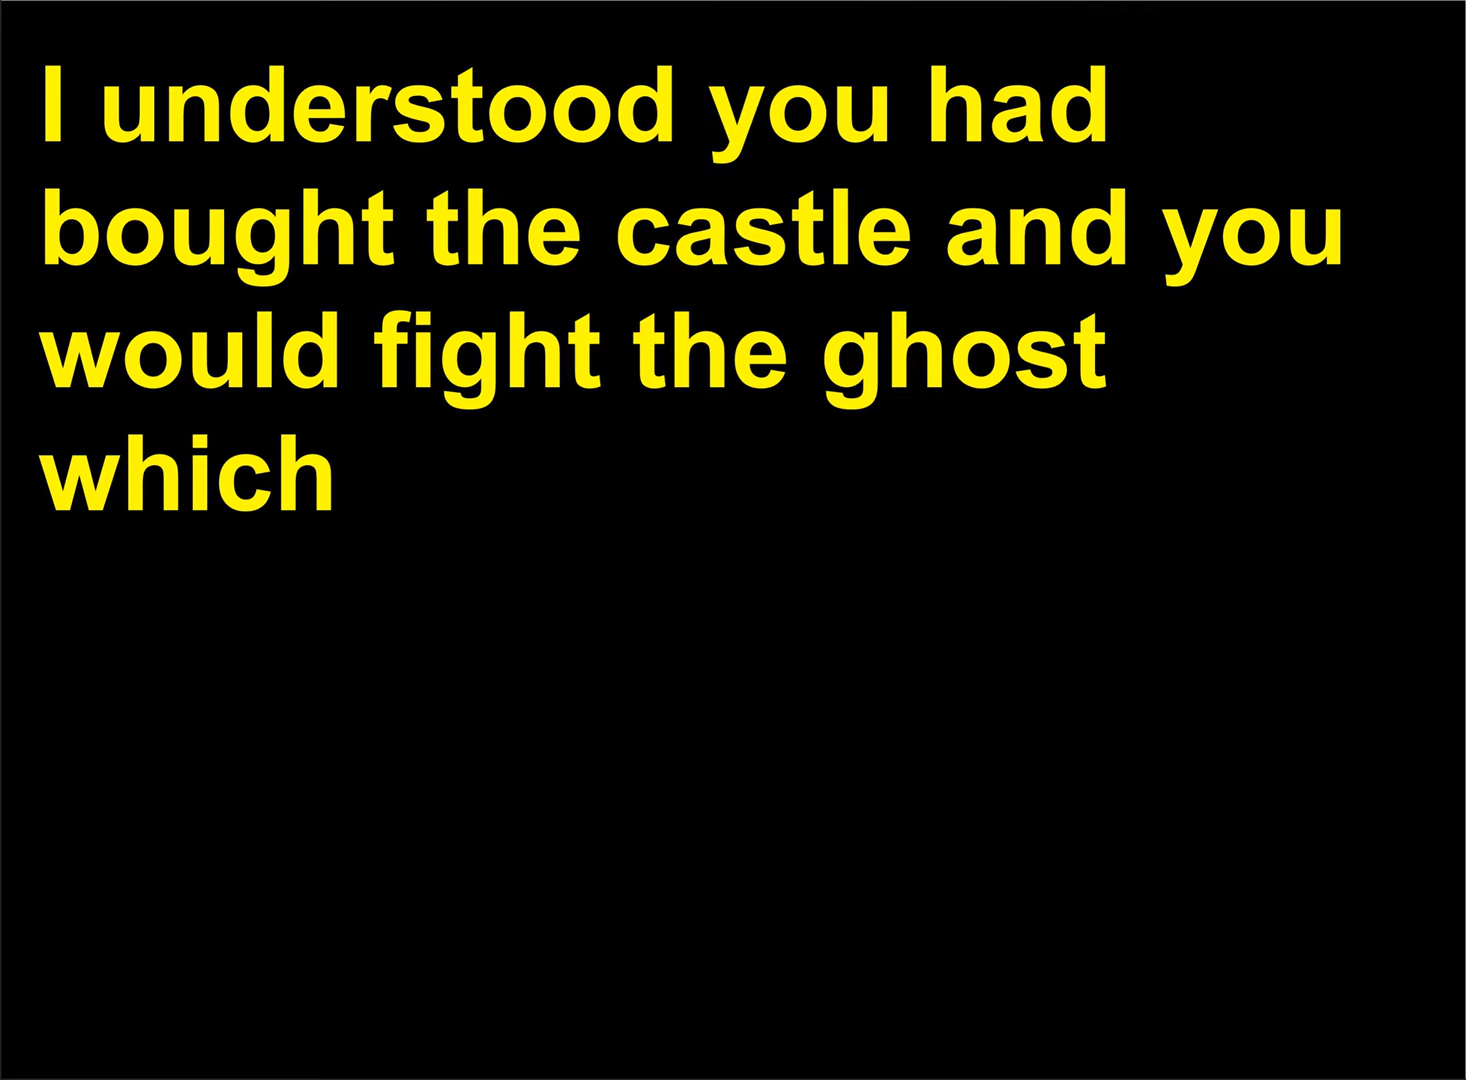 I understood you had
bought the castle and you
would fight the ghost
which